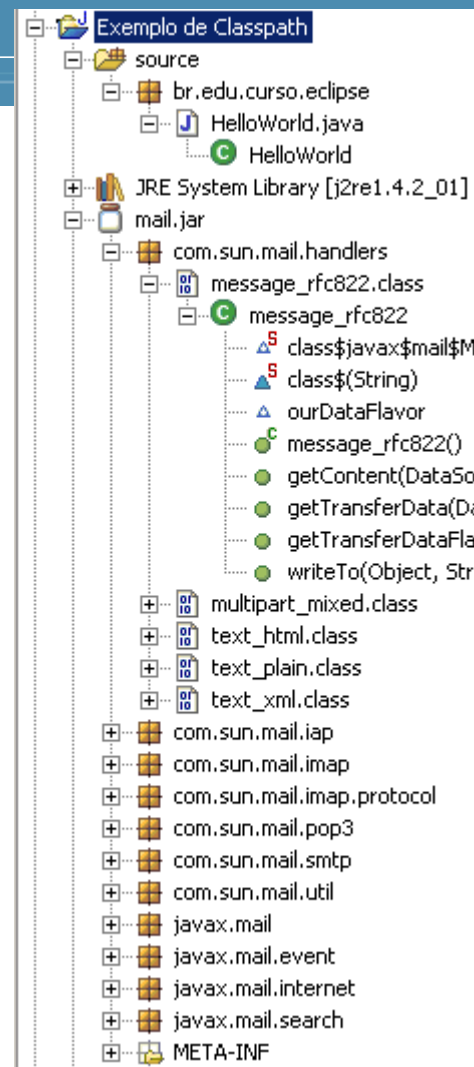 Exemplo de Classpath
source
br.edu.curso.eclipse
HelloWorld.java
HelloWorld
JRE System Library [j2re1.4.2_01]
mail.jar
com.sun.mail.handlers
message_rfc822.class
message_rfc822
class$javax$mail$M
class$(String)
ourDataFlavor
message_rfc822()
getContent(DataSo
getTransferData(Da
getTransferDataFla
writeTo(Object, Str
multipart_mixed.class
text_html.class
text_plain.class
text_xml.class
com.sun.mail.iap
com.sun.mail.imap
com.sun.mail.imap.protocol
com.sun.mail.pop3
com.sun.mail.smtp
com.sun.mail.util
javax.mail
javax.mail.event
javax.mail.internet
javax.mail.search
META-INF